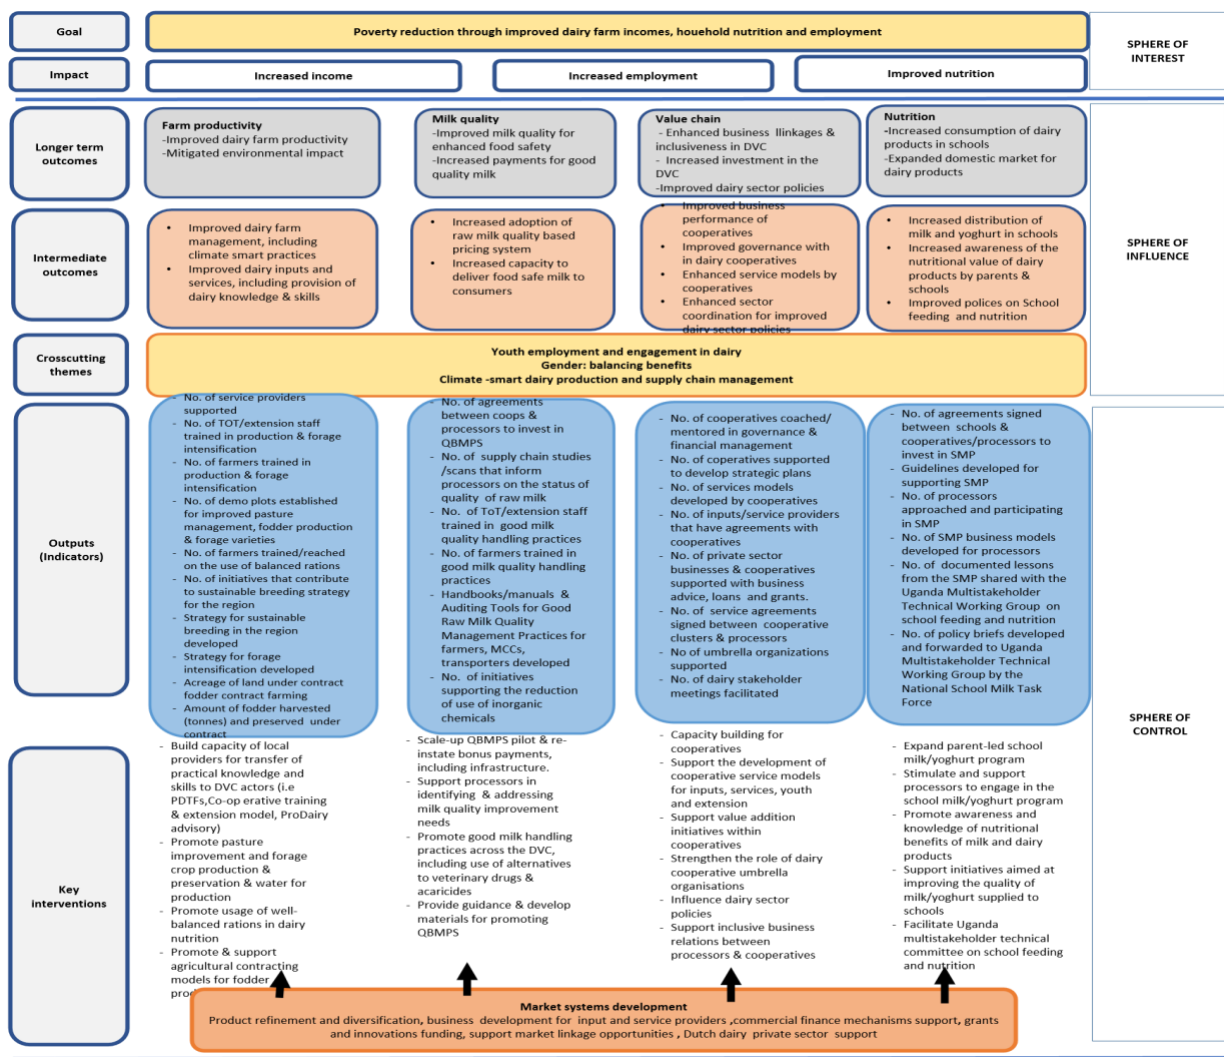 Goal
Poverty reduction through improved dairy farm incomes, houehold nutrition and employment
SPHERE OF
INTEREST
Impact
Increased income
Increased employment
Improved nutrition
Longer term
outcomes
Farm productivity
-Improved dairy farm productivity
-Mitigated environmental impact
Milk quality
-Improved milk quality for
enhanced food safety
-Increased payments for good
quality milk
Value chain
- Enhanced business llinkages &
inclusiveness in DVC
- Increased investment in the
DVC
-Improved dairy sector policies
Nutrition
-Increased consumption of dairy
products in schools
-Expanded domestic market for
dairy products
SPHERE OF
INFLUENCE
Intermediate
outcomes
• Improved dairy farm
management, including
climate smart practices
• Improved dairy inputs and
services, including provision of
dairy knowledge & skills
• Increased adoption of
raw milk quality based
pricing system
• Increased capacity to
deliver food safe milk to
consumers
• Improved business
performance of
cooperatives
• Improved governance with
in dairy cooperatives
• Enhanced service models by
cooperatives
• Enhanced sector
coordination for improved
dairy sector policies
• Increased distribution of
milk and yoghurt in schools
• Increased awareness of the
nutritional value of dairy
products by parents &
schools
• Improved polices on School
feeding and nutrition
Crosscutting
themes
Youth employment and engagement in dairy
Gender: balancing benefits
Climate -smart dairy production and supply chain management
Outputs
(Indicators)
- No. of service providers
supported
- No. of TOT/extension staff
trained in production & forage
intensification
- No. of farmers trained in
production & forage
intensification
- No. of demo plots established
for improved pasture
management, fodder production
& forage varieties
- No. of farmers trained/reached
on the use of balanced rations
- No. of initiatives that contribute
to sustainable breeding strategy
for the region
- Strategy for sustainable
breeding in the region
developed
- Strategy for forage
intensification developed
- Acreage of land under contract
fodder contract farming
- Amount of fodder harvested
(tonnes) and preserved under
contract
- No. of agreements
between coops &
processors to invest in
QBMPS
- No. of supply chain studies
/scans that inform
processors on the status of
quality of raw milk
- No. of ToT/extension staff
trained in good milk
quality handling practices
- No. of farmers trained in
good milk quality handling
practices
- Handbooks/manuals &
Auditing Tools for Good
Raw Milk Quality
Management Practices for
farmers, MCCs,
transporters developed
- No. of initiatives
supporting the reduction
of use of inorganic
chemicals
- No. of cooperatives coached/
mentored in governance &
financial management
- No. of coperatives supported
to develop strategic plans
- No. of services models
developed by cooperatives
- No. of inputs/service providers
that have agreements with
cooperatives
- No. of private sector
businesses & cooperatives
supported with business
advice, loans and grants.
- No. of service agreements
signed between cooperative
clusters & processors
- No of umbrella organizations
supported
- No. of dairy stakeholder
meetings facilitated
- No. of agreements signed
between schools &
cooperatives/processors to
invest in SMP
- Guidelines developed for
supporting SMP
- No. of processors
approached and participating
in SMP
- No. of SMP business models
developed for processors
- No. of documented lessons
from the SMP shared with the
Uganda Multistakeholder
Technical Working Group on
school feeding and nutrition
- No. of policy briefs developed
and forwarded to Uganda
Multistakeholder Technical
Working Group by the
National School Milk Task
Force
SPHERE OF
CONTROL
Key
interventions
- Build capacity of local
providers for transfer of
practical knowledge and
skills to DVC actors (i.e
PDTFs,Co-op erative training
& extension model, ProDairy
advisory)
- Promote pasture
improvement and forage
crop production &
preservation & water for
production
- Promote usage of well-
balanced rations in dairy
nutrition
- Promote & support
agricultural contracting
models for fodder
- Scale-up QBMPS pilot & re-
instate bonus payments,
including infrastructure.
- Support processors in
identifying & addressing
milk quality improvement
needs
- Promote good milk handling
practices across the DVC,
including use of alternatives
to veterinary drugs &
acaricides
- Provide guidance & develop
materials for promoting
QBMPS
- Capacity building for
cooperatives
- Support the development of
cooperative service models
for inputs, services, youth
and extension
- Support value addition
initiatives within
cooperatives
- Strengthen the role of dairy
cooperative umbrella
organisations
- Influence dairy sector
policies
- Support inclusive business
relations between
processors & cooperatives
- Expand parent-led school
milk/yoghurt program
- Stimulate and support
processors to engage in the
school milk/yoghurt program
- Promote awareness and
knowledge of nutritional
benefits of milk and dairy
products
- Support initiatives aimed at
improving the quality of
milk/yoghurt supplied to
schools
- Facilitate Uganda
multistakeholder technical
committee on school feeding
and nutrition
Market systems development
Product refinement and diversification, business development for input and service providers ,commercial finance mechanisms support, grants
and innovations funding, support market linkage opportunities , Dutch dairy private sector support